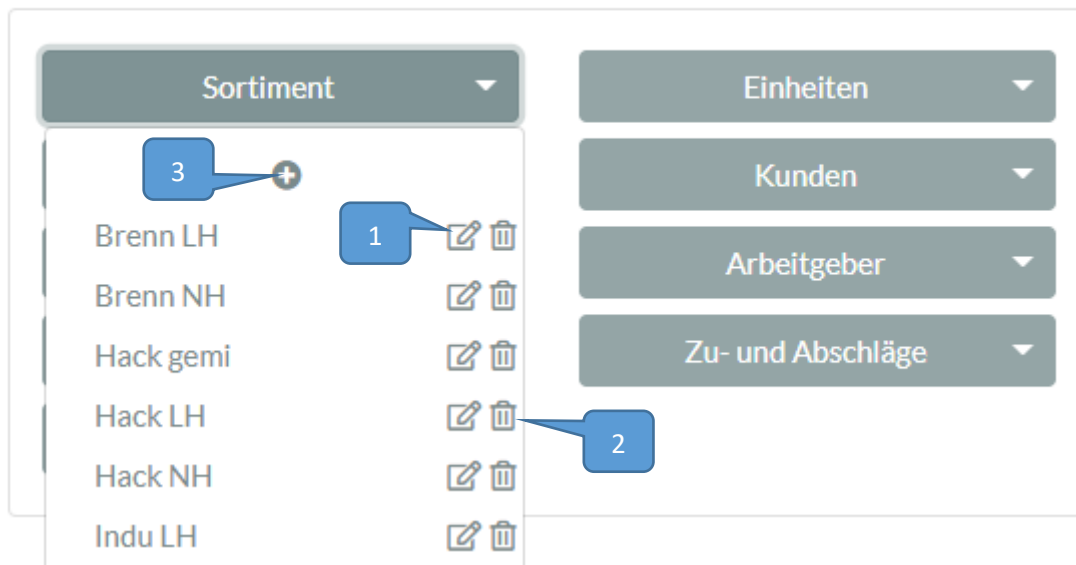 Sortiment
Einheiten
3
Kunden
Brenn LH
1
Brenn NH
Arbeitgeber
Hack gemi
Zu- und Abschläge
Hack LH
2
Hack NH
Indu LH